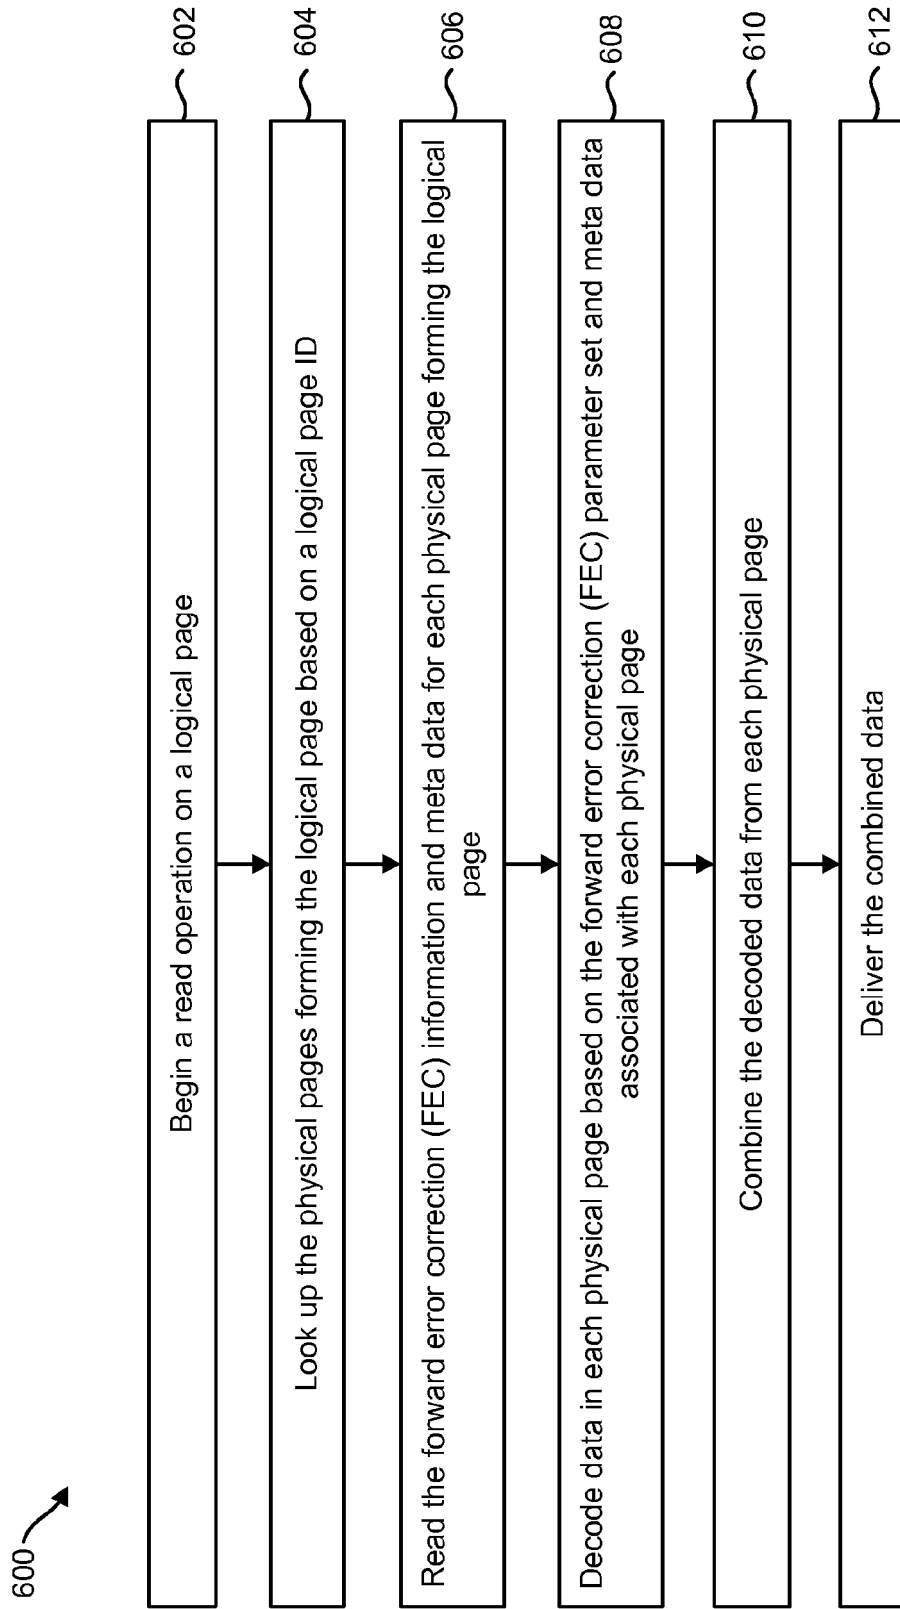 600
Begin a read operation on a logical page
602
Look up the physical pages forming the logical page based on a logical page ID
604
Read the forward error correction (FEC) information and meta data for each physical page forming the logical
page
606
Decode data in each physical page based on the forward error correction (FEC) parameter set and meta data
associated with each physical page
608
Combine the decoded data from each physical page
610
Deliver the combined data
612